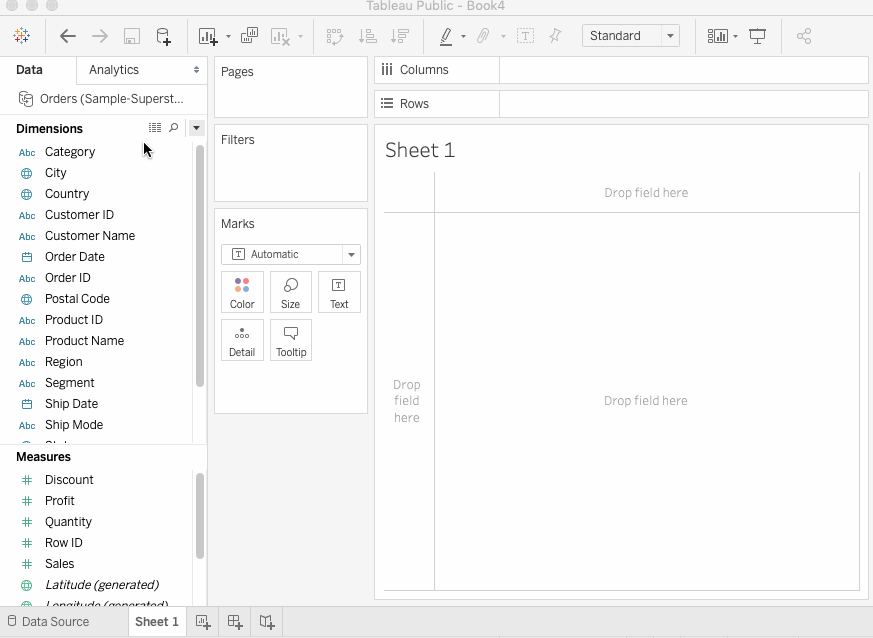 Tableau Public - Book4
Standard
Data
Analytics
Orders (Sample-Superst...
Dimensions
Abc Category
City
Country
Abc Customer ID
Abc Customer Name
Order Date
Abc Order ID
Postal Code
Abc Product ID
Abc Product Name
Abc Region
Abc Segment
Ship Date
Abc Ship Mode
Measures
Discount
Profit
Quantity
Row ID
Sales
Latitude (generated)
Longitude (generated)
Pages
Filters
Marks
T Automatic
Color
Size
T
Text
Detail
Tooltip
Columns
Rows
Sheet 1
Drop field here
Drop
field
here
Drop field here
Data Source
Sheet 1